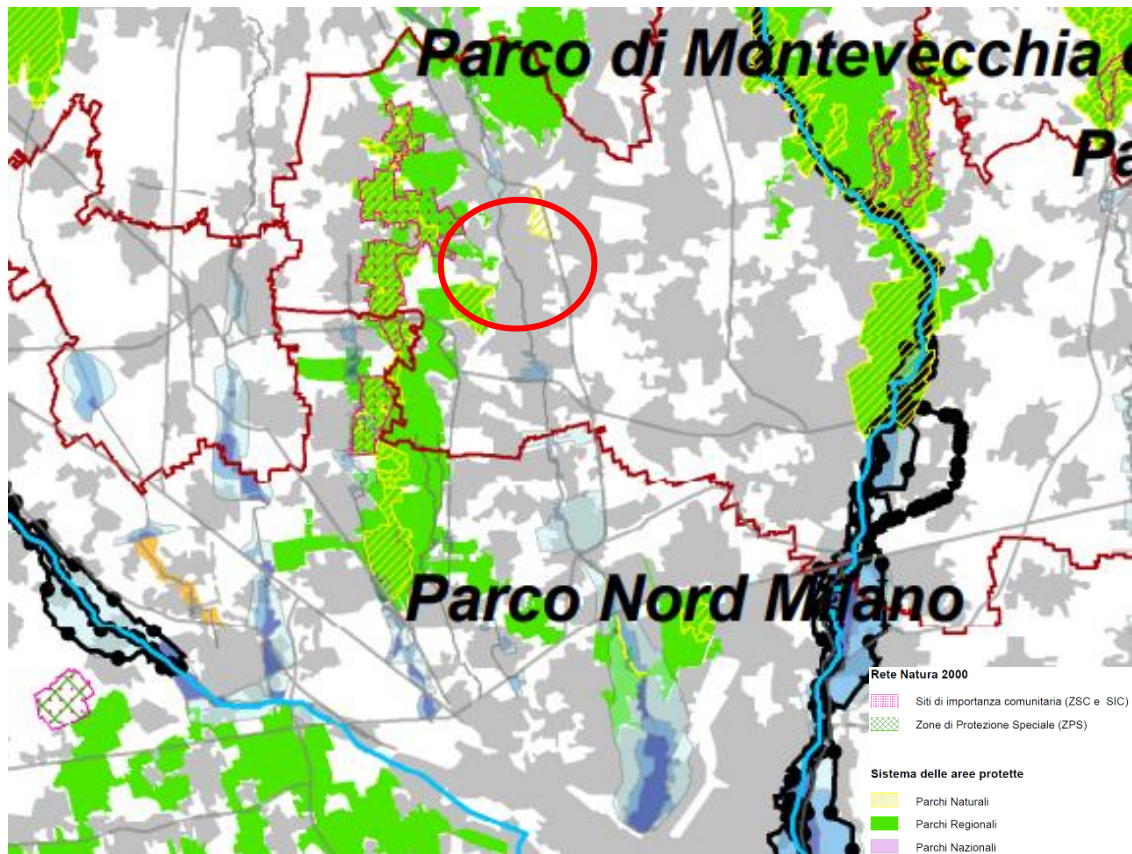 Parco di Montevecchia e
Pa
Parco Nord Milano
Rete Natura 2000
Siti di importanza comunitaria (ZSC e SIC)
Zone di Protezione Speciale (ZPS)
Sistema delle aree protette
Parchi Naturali
Parchi Regionali
Parchi Nazionali